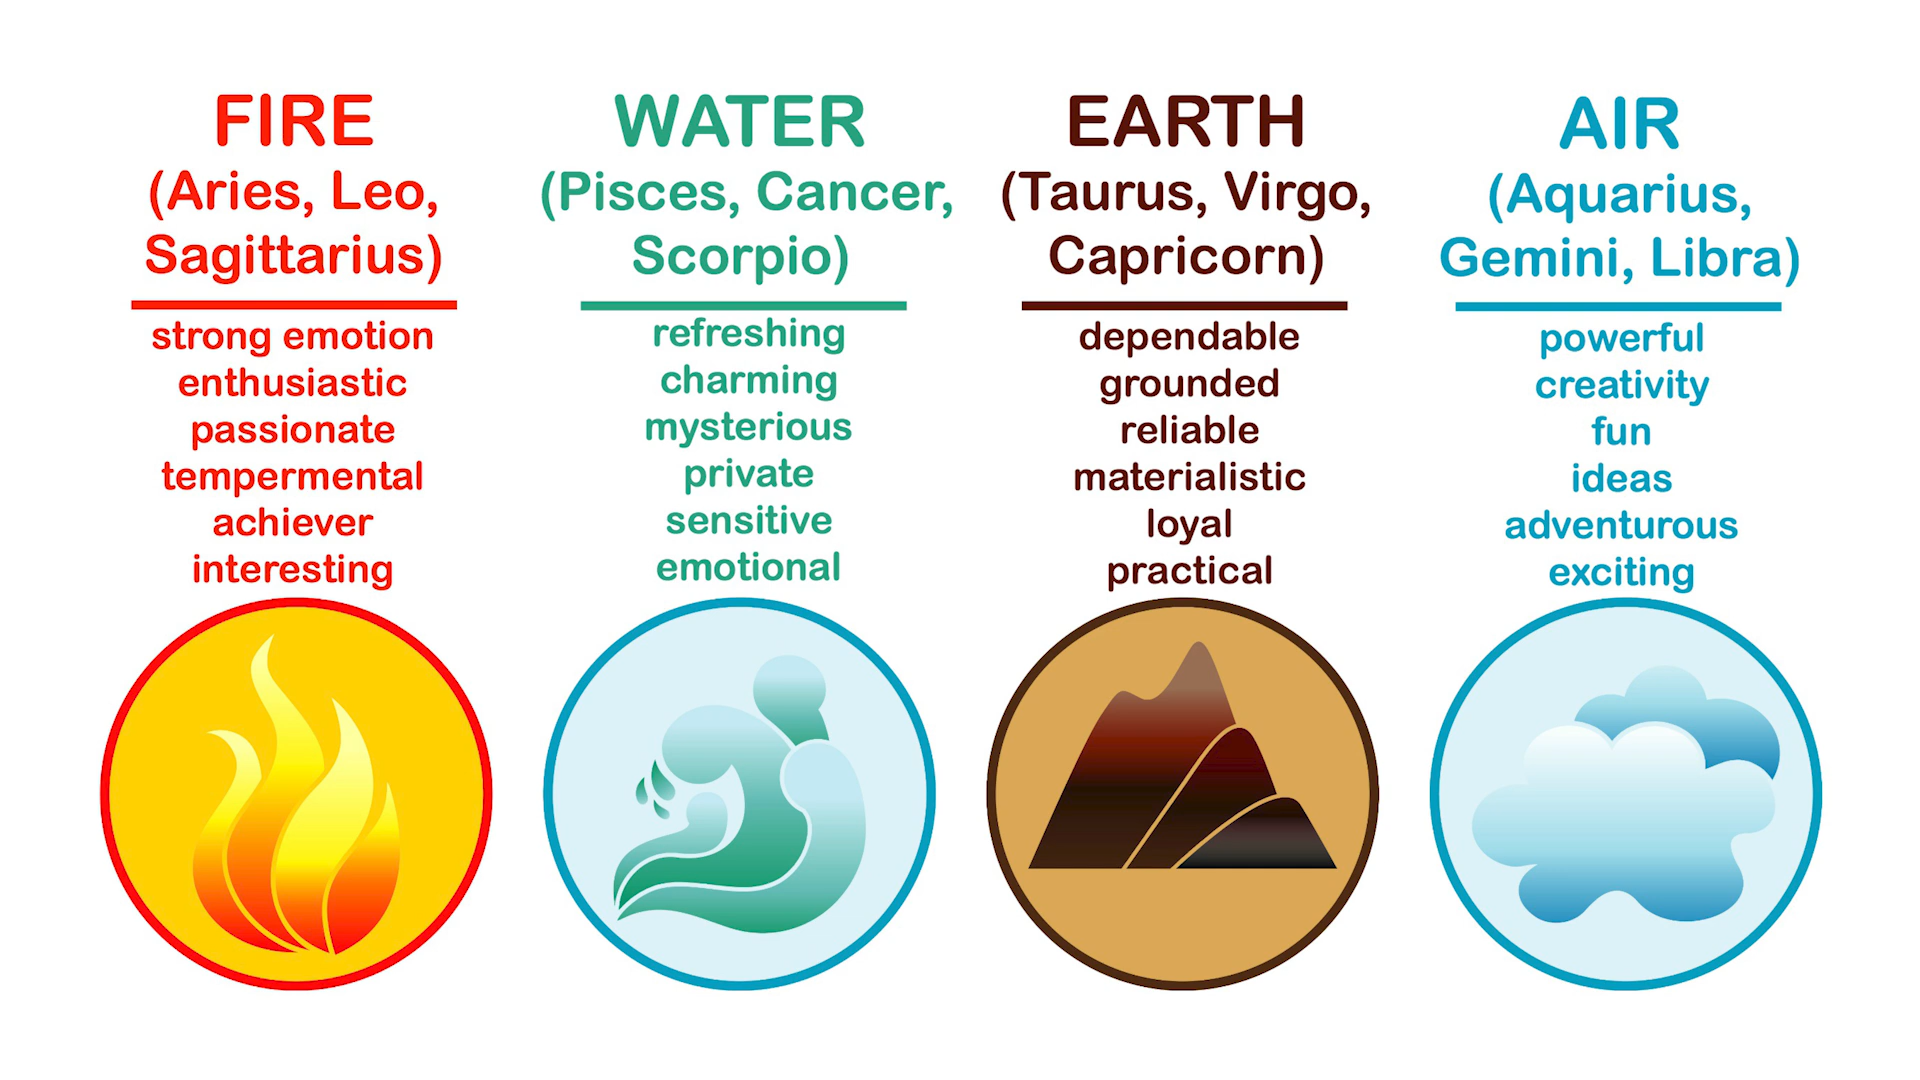 FIRE
(Aries, Leo,
Sagittarius)
strong emotion
enthusiastic
passionate
tempermental
achiever
interesting
WATER
(Pisces, Cancer,
Scorpio)
refreshing
charming
mysterious
private
sensitive
emotional
EARTH
(Taurus, Virgo,
Capricorn)
dependable
grounded
reliable
materialistic
loyal
practical
AIR
(Aquarius,
Gemini, Libra)
powerful
creativity
fun
ideas
adventurous
exciting